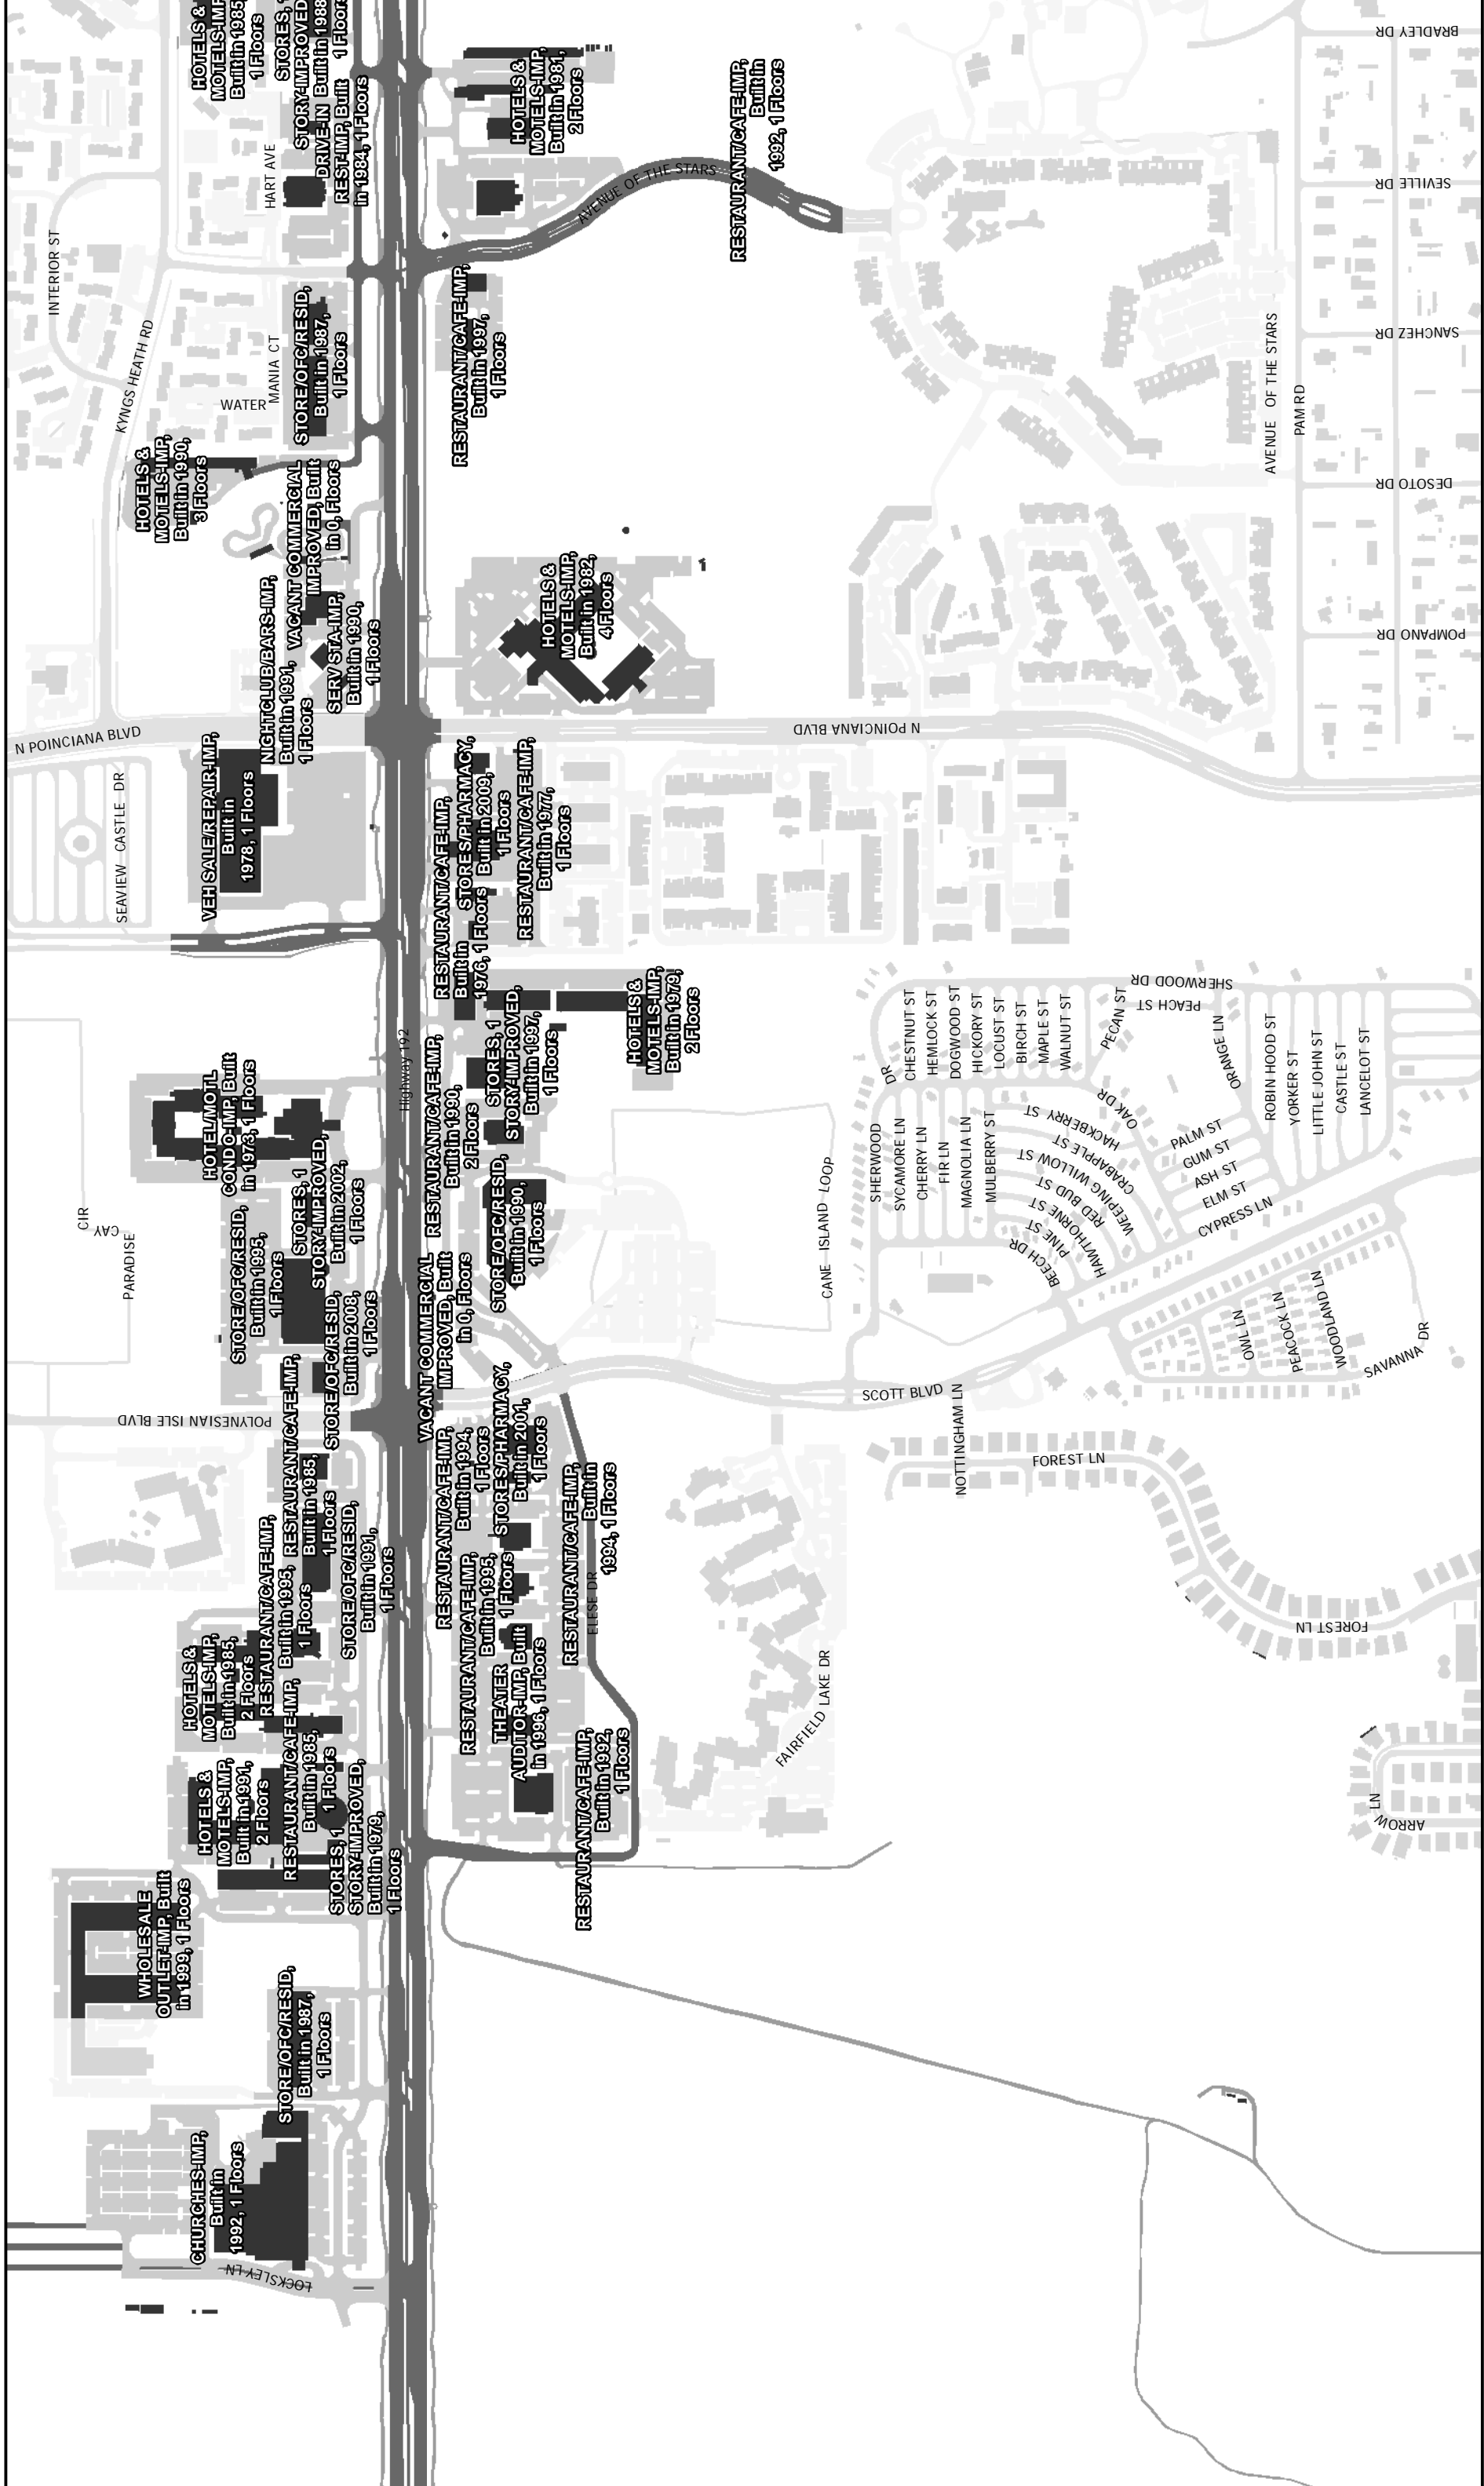 HOTELS &
MOTELS-IMP,
Built in 1985,
1 Floors
STORES, 1
STORY-IMPROVED,
Built in 1988,
1 Floors
DRIVE-IN
REST-IMP, Built
in 1984, 1 Floors
HOTELS &
MOTELS-IMP,
Built in 1981,
2 Floors
RESTAURANT/CAFE-IMP,
Built in
1992, 1 Floors
BRADLEY DR
SEVILLE DR
SANCHEZ DR
DESOTO DR
POMPANO DR
AVENUE OF THE STARS
AVENUE OF THE STARS
PAM RD
HART AVE
INTERIOR ST
KYNGS HEATH RD
WATER
MANIA CT
STORE/OFC/RESID,
Built in 1987,
1 Floors
RESTAURANT/CAFE-IMP,
Built in 1997,
1 Floors
HOTELS &
MOTELS-IMP,
Built in 1990,
3 Floors
VACANT COMMERCIAL
IMPROVED, Built
in 0, Floors
NIGHTCLUB/BARS-IMP,
Built in 1991,
1 Floors
SERV STA-IMP,
Built in 1990,
1 Floors
HOTELS &
MOTELS-IMP,
Built in 1982,
4 Floors
N POINCIANA BLVD
N POINCIANA BLVD
SEAVIEW CASTLE DR
VEH SALE/REPAIR-IMP,
Built in
1978, 1 Floors
RESTAURANT/CAFE-IMP,
Built in
1976, 1 Floors
STORES/PHARMACY,
Built in 2009,
1 Floors
RESTAURANT/CAFE-IMP,
Built in 1977,
1 Floors
HOTELS &
MOTELS-IMP,
Built in 1979,
2 Floors
STORES, 1
STORY-IMPROVED,
Built in 1997,
1 Floors
Highway 192
HOTEL/MOTL
CONDO-IMP, Built
in 1973, 1 Floors
RESTAURANT/CAFE-IMP,
Built in 1990,
2 Floors
STORE/OFC/RESID,
Built in 1990,
1 Floors
STORES, 1
STORY-IMPROVED,
Built in 2002,
1 Floors
STORE/OFC/RESID,
Built in 1995,
1 Floors
STORE/OFC/RESID,
Built in 2008,
1 Floors
VACANT COMMERCIAL
IMPROVED, Built
in 0, Floors
CIR
CAY
PARADISE
POLYNESIAN ISLE BLVD
SHERWOOD DR
PEACH ST
DR
CHESTNUT ST
HEMLOCK ST
DOGWOOD ST
HICKORY ST
LOCUST ST
BIRCH ST
MAPLE ST
WALNUT ST
PECAN ST
ORANGE LN
ROBIN HOOD ST
YORKER ST
LITTLE JOHN ST
CASTLE ST
LANCELOT ST
OAK DR
SHERWOOD
SYCAMORE LN
CHERRY LN
FIR LN
MAGNOLIA LN
MULBERRY ST
HACKBERRY ST
CRABAPPLE ST
WEEPING WILLOW ST
RED BUD ST
HAWTHORNE ST
PINE ST
BEECH DR
PALM ST
GUM ST
ASH ST
ELM ST
CYPRESS LN
CANE ISLAND LOOP
OWL LN
PEACOCK LN
WOODLAND LN
SAVANNA DR
SCOTT BLVD
NOTTINGHAM LN
FOREST LN
FOREST LN
RESTAURANT/CAFE-IMP,
Built in 1985,
1 Floors
STORE/OFC/RESID,
Built in 1991,
1 Floors
RESTAURANT/CAFE-IMP,
Built in 1995,
1 Floors
HOTELS &
MOTELS-IMP,
Built in 1985,
2 Floors
RESTAURANT/CAFE-IMP,
Built in 1985,
1 Floors
HOTELS &
MOTELS-IMP,
Built in 1991,
2 Floors
STORES, 1
STORY-IMPROVED,
Built in 1979,
1 Floors
RESTAURANT/CAFE-IMP,
Built in 1994,
1 Floors
STORES/PHARMACY,
Built in 2001,
1 Floors
RESTAURANT/CAFE-IMP,
Built in 1995,
1 Floors
RESTAURANT/CAFE-IMP,
Built in
1994, 1 Floors
ELESE DR
THEATER
AUDITOR-IMP, Built
in 1996, 1 Floors
RESTAURANT/CAFE-IMP,
Built in 1992,
1 Floors
FAIRFIELD LAKE DR
ARROW LN
WHOLESALE
OUTLET-IMP, Built
in 1999, 1 Floors
STORE/OFC/RESID,
Built in 1987,
1 Floors
CHURCHES-IMP,
Built in
1992, 1 Floors
LOCKSLEY LN